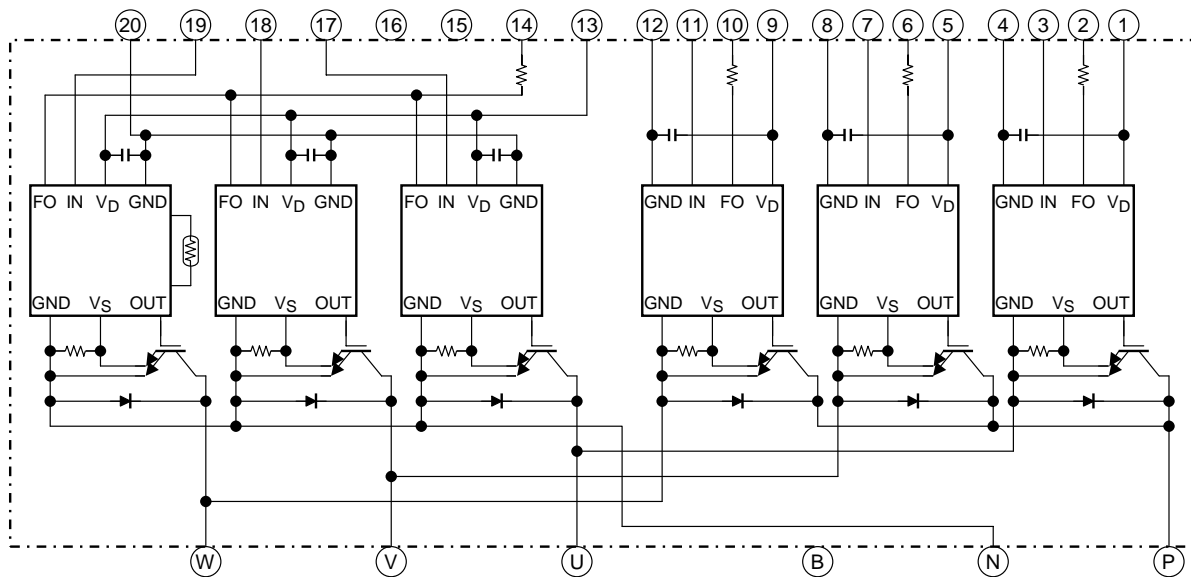 20 19 18 17 16 15 14 13 12 11 10 9 8 7 6 5 4 3 2 1
FO IN VD GND FO IN VD GND FO IN VD GND GND IN FO VD GND IN FO VD GND IN FO VD
GND VS OUT GND VS OUT GND VS OUT GND VS OUT GND VS OUT GND VS OUT
W V U B N P